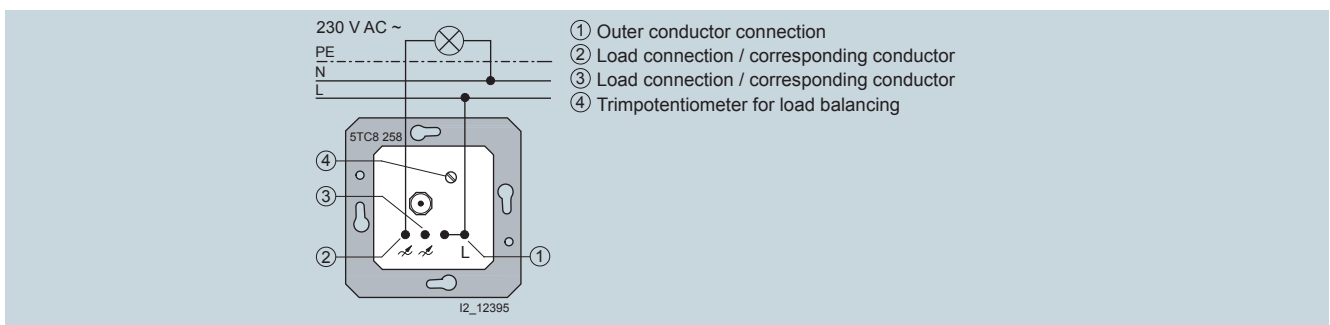 230 V AC ~
PE
N
L
5TC8 258
④
③
②
L
①
I2_12395
① Outer conductor connection
② Load connection / corresponding conductor
③ Load connection / corresponding conductor
④ Trimpotentiometer for load balancing